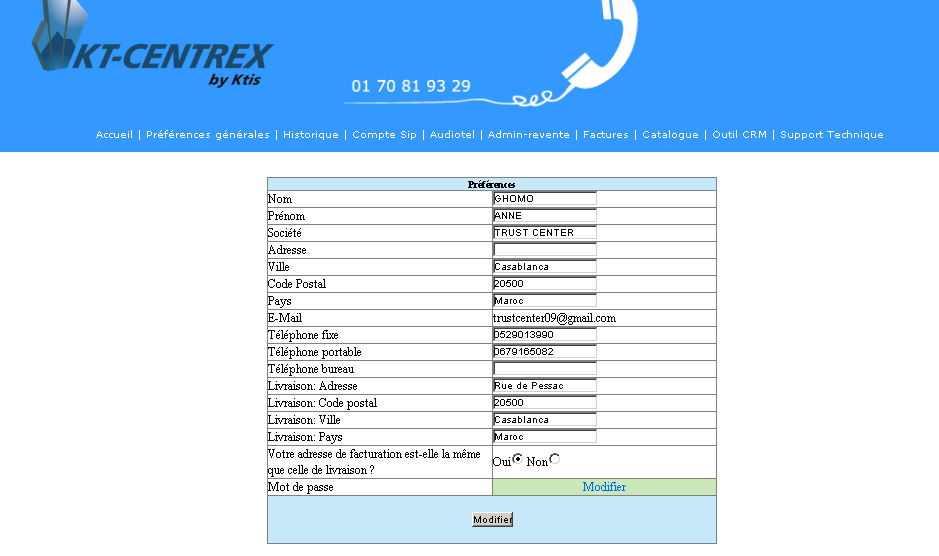 KT-CENTREX
by Ktis
01 70 81 93 29
Accueil | Préférences générales | Historique | Compte Sip | Audiotel | Admin-revente | Factures | Catalogue | Outil CRM | Support Technique
Préférences
Nom GHOMO
Prénom ANNE
Société TRUST CENTER
Adresse
Ville Casablanca
Code Postal 20500
Pays Maroc
E-Mail trustcenter09@gmail.com
Téléphone fixe 0529013990
Téléphone portable 0679165082
Téléphone bureau
Livraison: Adresse Rue de Pessac
Livraison: Code postal 20500
Livraison: Ville Casablanca
Livraison: Pays Maroc
Votre adresse de facturation est-elle la même
que celle de livraison ? Oui Non
Mot de passe Modifier
Modifier